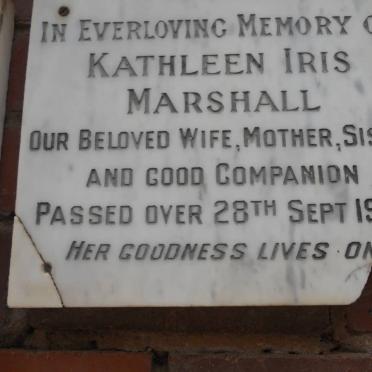 IN EVERLOVING MEMORY O
KATHLEEN IRIS
MARSHALL
OUR BELOVED WIFE, MOTHER, SIS
AND GOOD COMPANION
PASSED OVER 28TH SEPT 19
HER GOODNESS LIVES ON